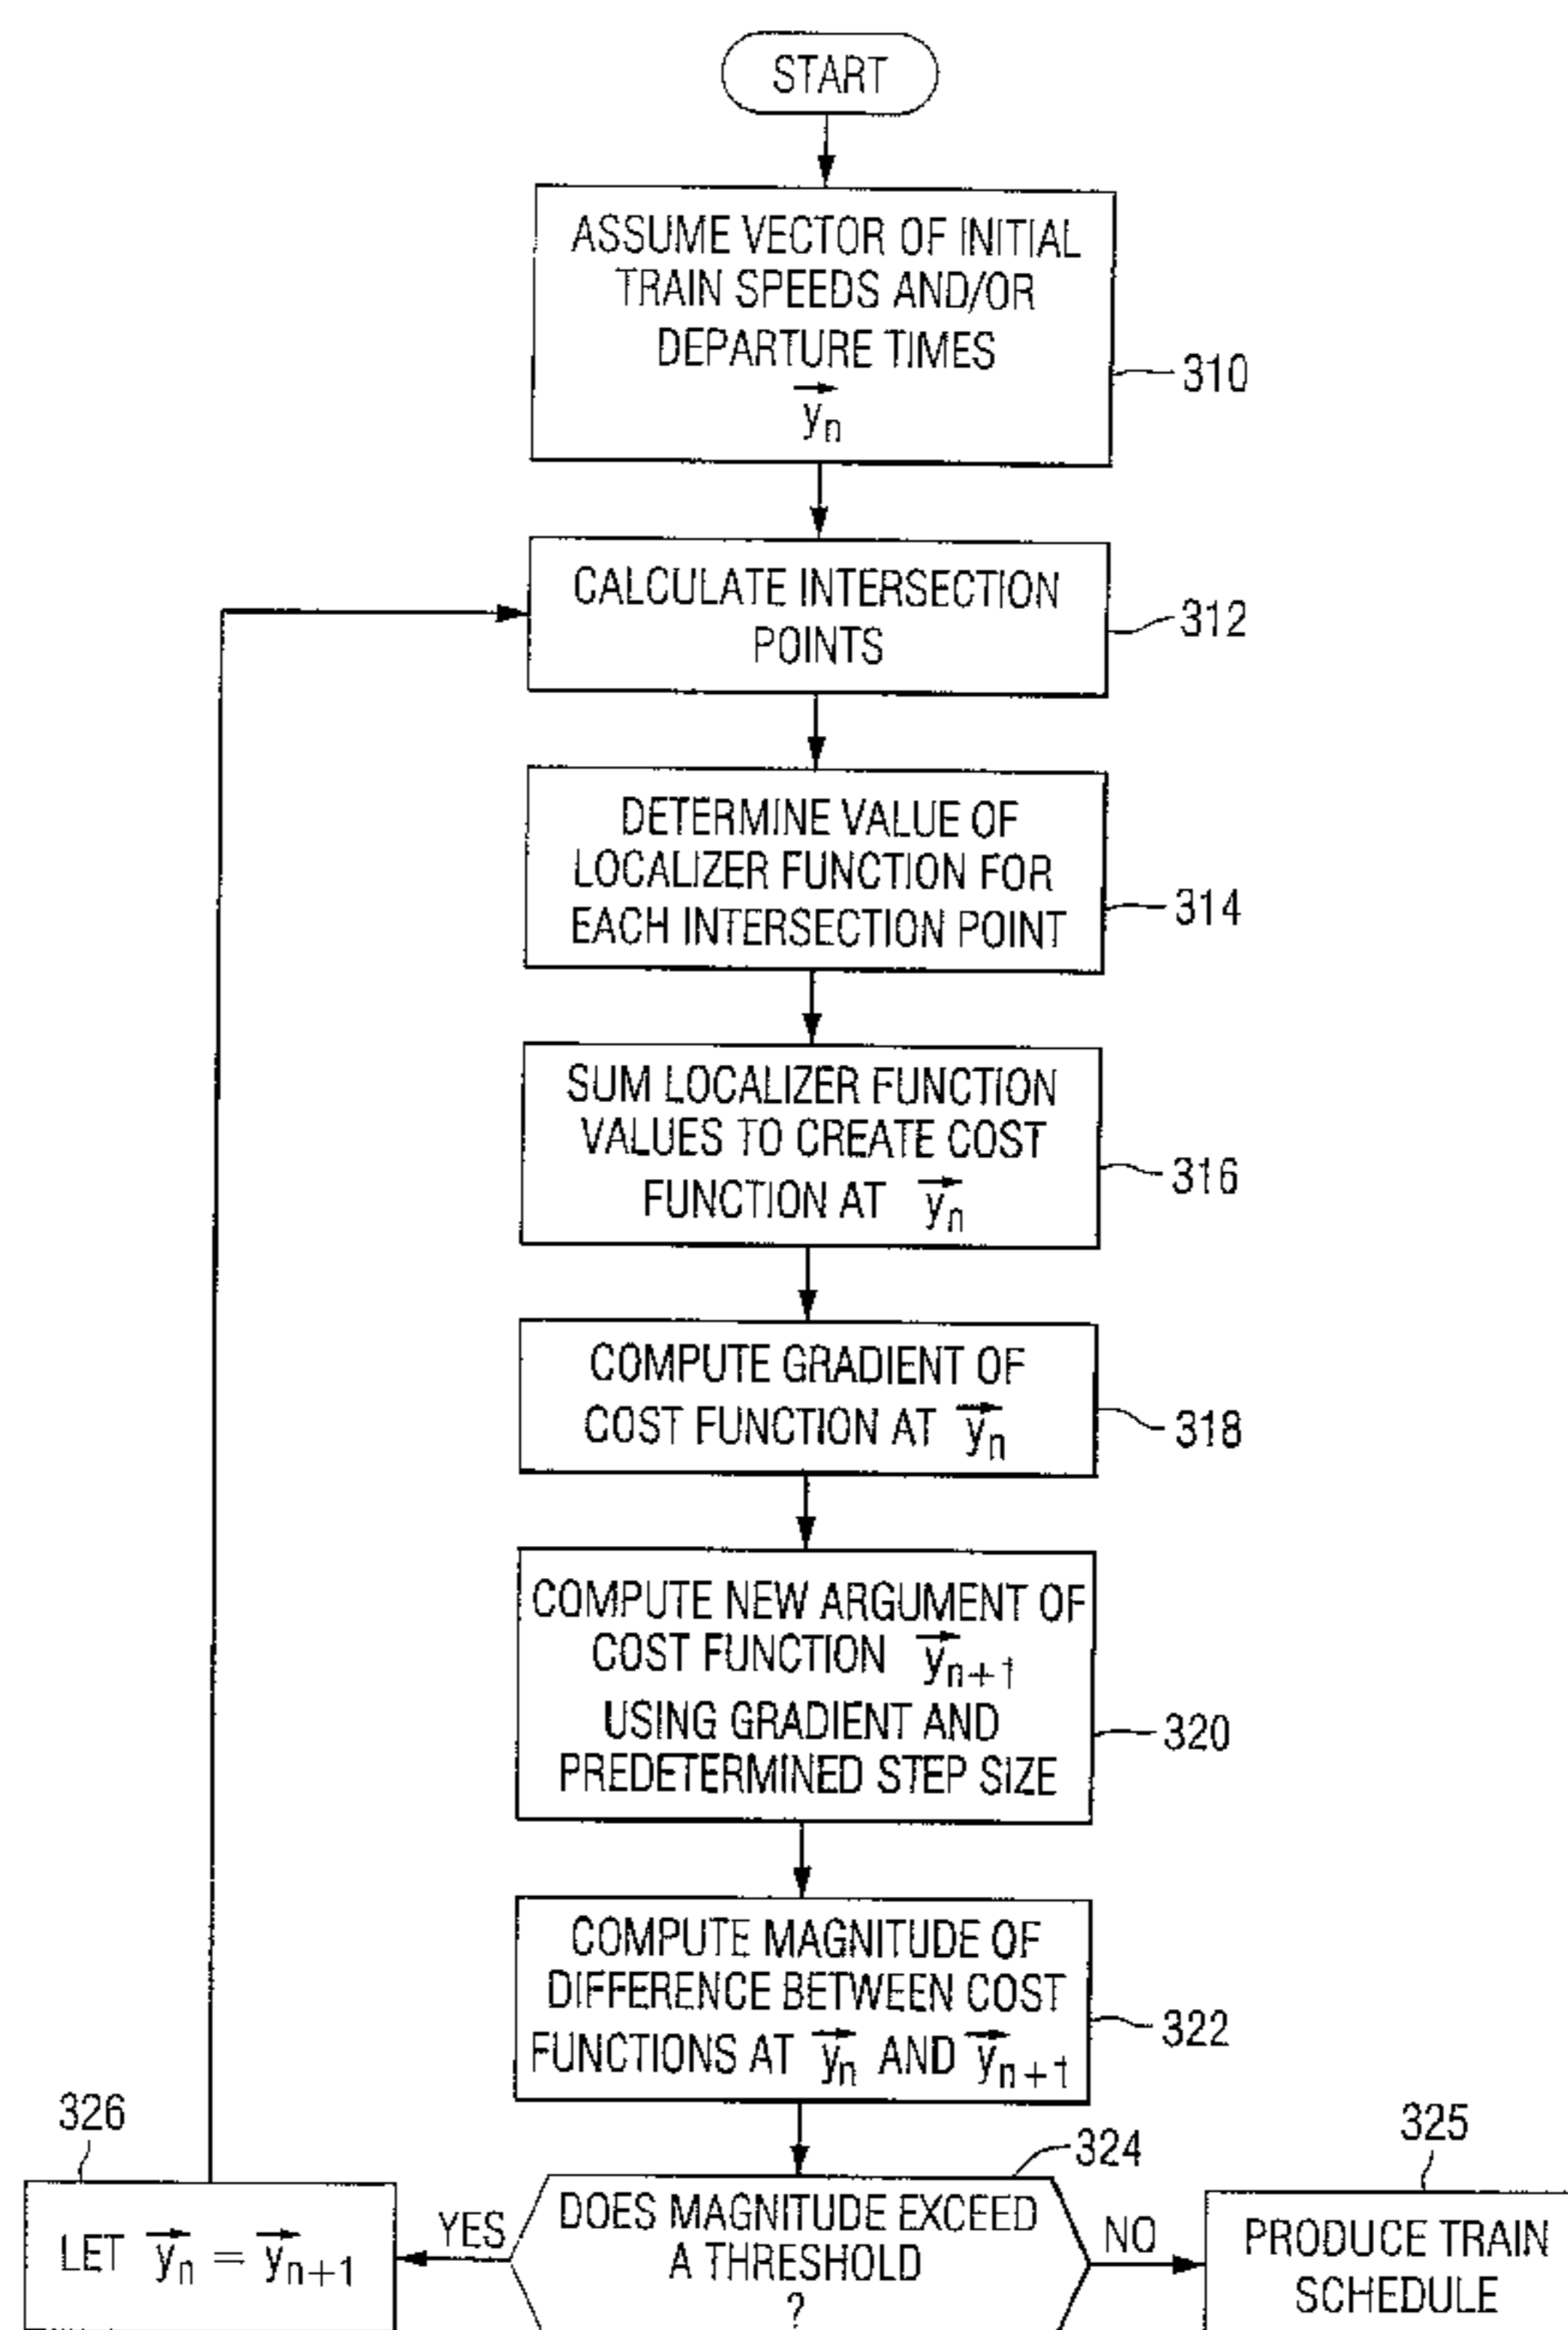 START
ASSUME VECTOR OF INITIAL
TRAIN SPEEDS AND/OR
DEPARTURE TIMES
310
y⃗n
CALCULATE INTERSECTION
POINTS
312
DETERMINE VALUE OF
LOCALIZER FUNCTION FOR
EACH INTERSECTION POINT
314
SUM LOCALIZER FUNCTION
VALUES TO CREATE COST
FUNCTION AT y⃗n
316
COMPUTE GRADIENT OF
COST FUNCTION AT y⃗n
318
COMPUTE NEW ARGUMENT OF
COST FUNCTION y⃗n+1
USING GRADIENT AND
PREDETERMINED STEP SIZE
320
COMPUTE MAGNITUDE OF
DIFFERENCE BETWEEN COST
FUNCTIONS AT y⃗n AND y⃗n+1
322
326
LET y⃗n = y⃗n+1
YES
324
DOES MAGNITUDE EXCEED
A THRESHOLD
?
NO
325
PRODUCE TRAIN
SCHEDULE